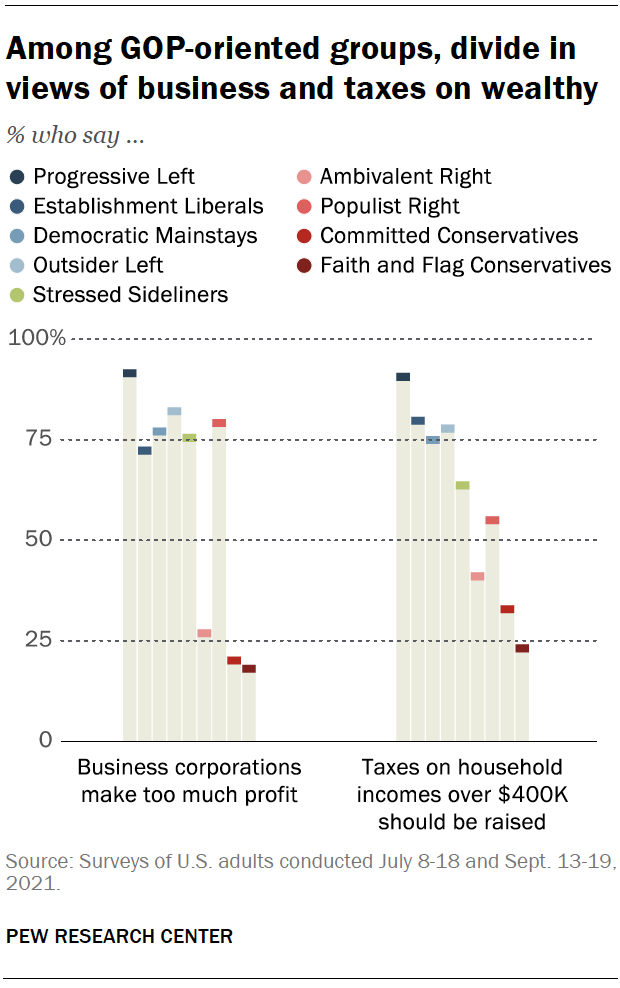 Among GOP-oriented groups, divide in
views of business and taxes on wealthy
% who say ...
Progressive Left
Establishment Liberals
Democratic Mainstays
Outsider Left
Stressed Sideliners
Ambivalent Right
Populist Right
Committed Conservatives
Faith and Flag Conservatives
100%
75
50
25
0
Business corporations
make too much profit
Taxes on household
incomes over $400K
should be raised
Source: Surveys of U.S. adults conducted July 8-18 and Sept. 13-19,
2021.
PEW RESEARCH CENTER